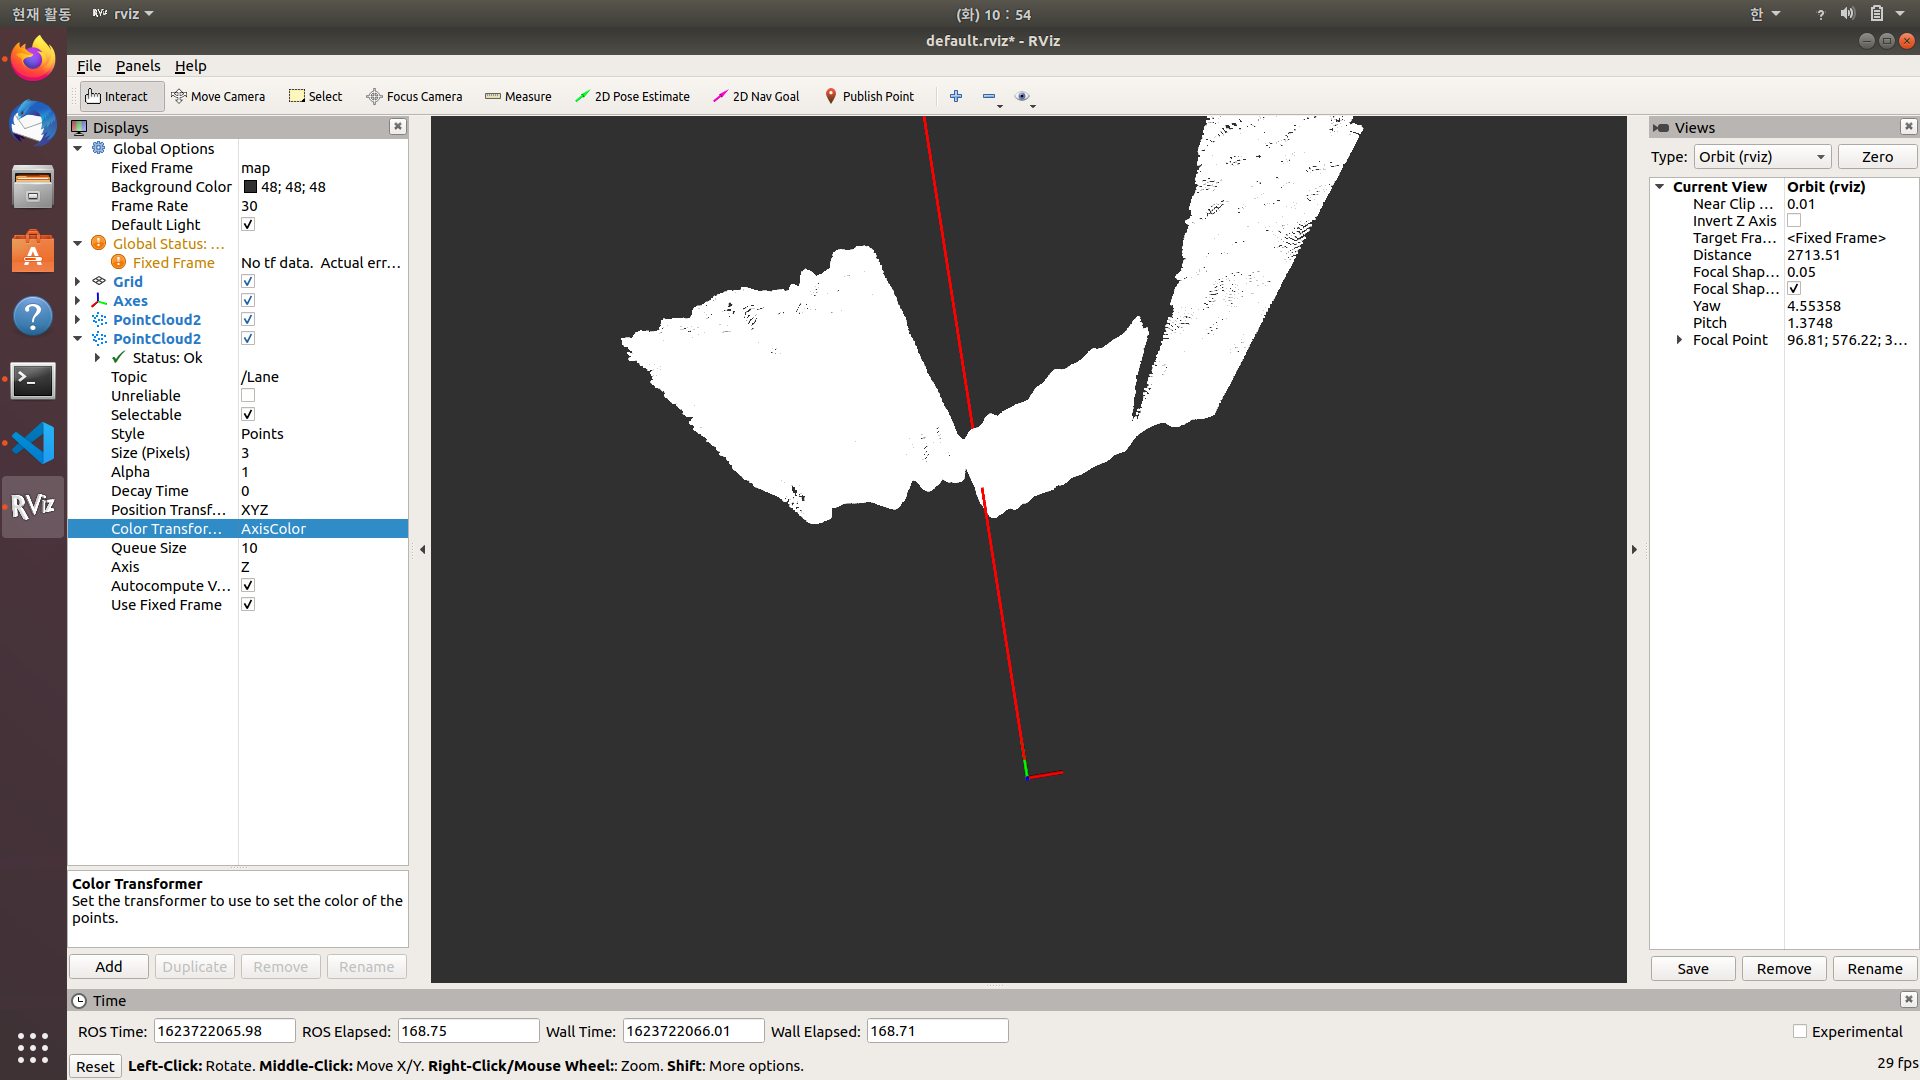 현재 활동
RViz rviz
(화) 10 : 54
한
?
default.rviz* - RViz
File Panels Help
Interact Move Camera Select Focus Camera Measure 2D Pose Estimate 2D Nav Goal Publish Point
Displays
Global Options
Fixed Frame map
Background Color 48; 48; 48
Frame Rate 30
Default Light
Global Status: ...
Fixed Frame No tf data. Actual err...
Grid
Axes
PointCloud2
PointCloud2
Status: Ok
Topic /Lane
Unreliable
Selectable
Style Points
Size (Pixels) 3
Alpha 1
Decay Time 0
Position Transf... XYZ
Color Transfor... AxisColor
Queue Size 10
Axis Z
Autocompute V...
Use Fixed Frame
Color Transformer
Set the transformer to use to set the color of the
points.
Add Duplicate Remove Rename
Views
Type: Orbit (rviz) Zero
Current View Orbit (rviz)
Near Clip ... 0.01
Invert Z Axis
Target Fra... <Fixed Frame>
Distance 2713.51
Focal Shap... 0.05
Focal Shap...
Yaw 4.55358
Pitch 1.3748
Focal Point 96.81; 576.22; 3...
Save Remove Rename
Time
ROS Time: 1623722065.98 ROS Elapsed: 168.75 Wall Time: 1623722066.01 Wall Elapsed: 168.71 Experimental
Reset Left-Click: Rotate. Middle-Click: Move X/Y. Right-Click/Mouse Wheel:: Zoom. Shift: More options.
29 fps
A
?
>_
RViz